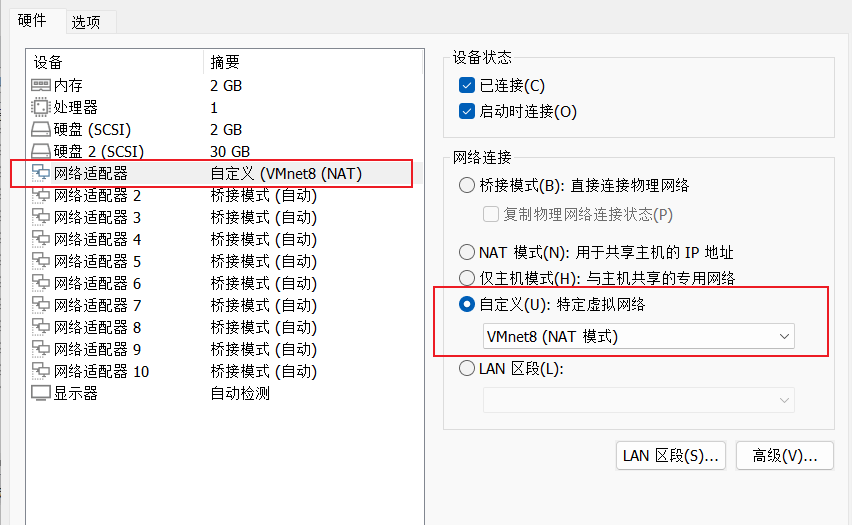 硬件 选项
设备 摘要
内存 2 GB
处理器 1
硬盘 (SCSI) 2 GB
硬盘 2 (SCSI) 30 GB
网络适配器 自定义 (VMnet8 (NAT)
网络适配器 2 桥接模式 (自动)
网络适配器 3 桥接模式 (自动)
网络适配器 4 桥接模式 (自动)
网络适配器 5 桥接模式 (自动)
网络适配器 6 桥接模式 (自动)
网络适配器 7 桥接模式 (自动)
网络适配器 8 桥接模式 (自动)
网络适配器 9 桥接模式 (自动)
网络适配器 10 桥接模式 (自动)
显示器 自动检测
设备状态
已连接(C)
启动时连接(O)
网络连接
桥接模式(B): 直接连接物理网络
复制物理网络连接状态(P)
NAT 模式(N): 用于共享主机的 IP 地址
仅主机模式(H): 与主机共享的专用网络
自定义(U): 特定虚拟网络
VMnet8 (NAT 模式)
LAN 区段(L):
LAN 区段(S)... 高级(V)...